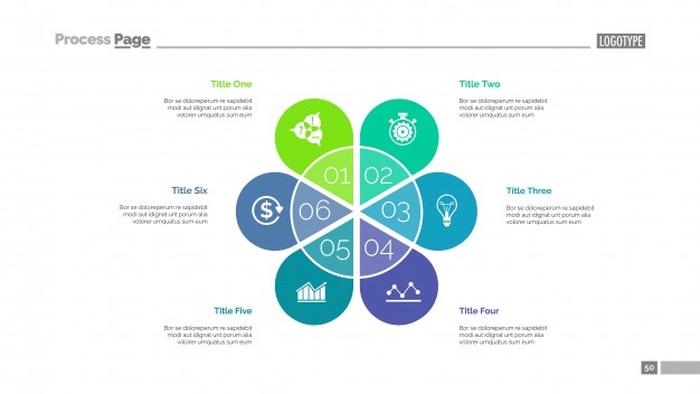 Process Page
LOGOTYPE
Title One
Bor se doloreperum re sapidebit
modi aut idignat unt porum alia
volorer umquatus sum eum
Title Two
Bor se doloreperum re sapidebit
modi aut idignat unt porum alia
volorer umquatus sum eum
01
02
?
!
...
$
Title Six
Bor se doloreperum re sapidebit
modi aut idignat unt porum alia
volorer umquatus sum eum
06
03
Title Three
Bor se doloreperum re sapidebit
modi aut idignat unt porum alia
volorer umquatus sum eum
05
04
Title Five
Bor se doloreperum re sapidebit
modi aut idignat unt porum alia
volorer umquatus sum eum
Title Four
Bor se doloreperum re sapidebit
modi aut idignat unt porum alia
volorer umquatus sum eum
50